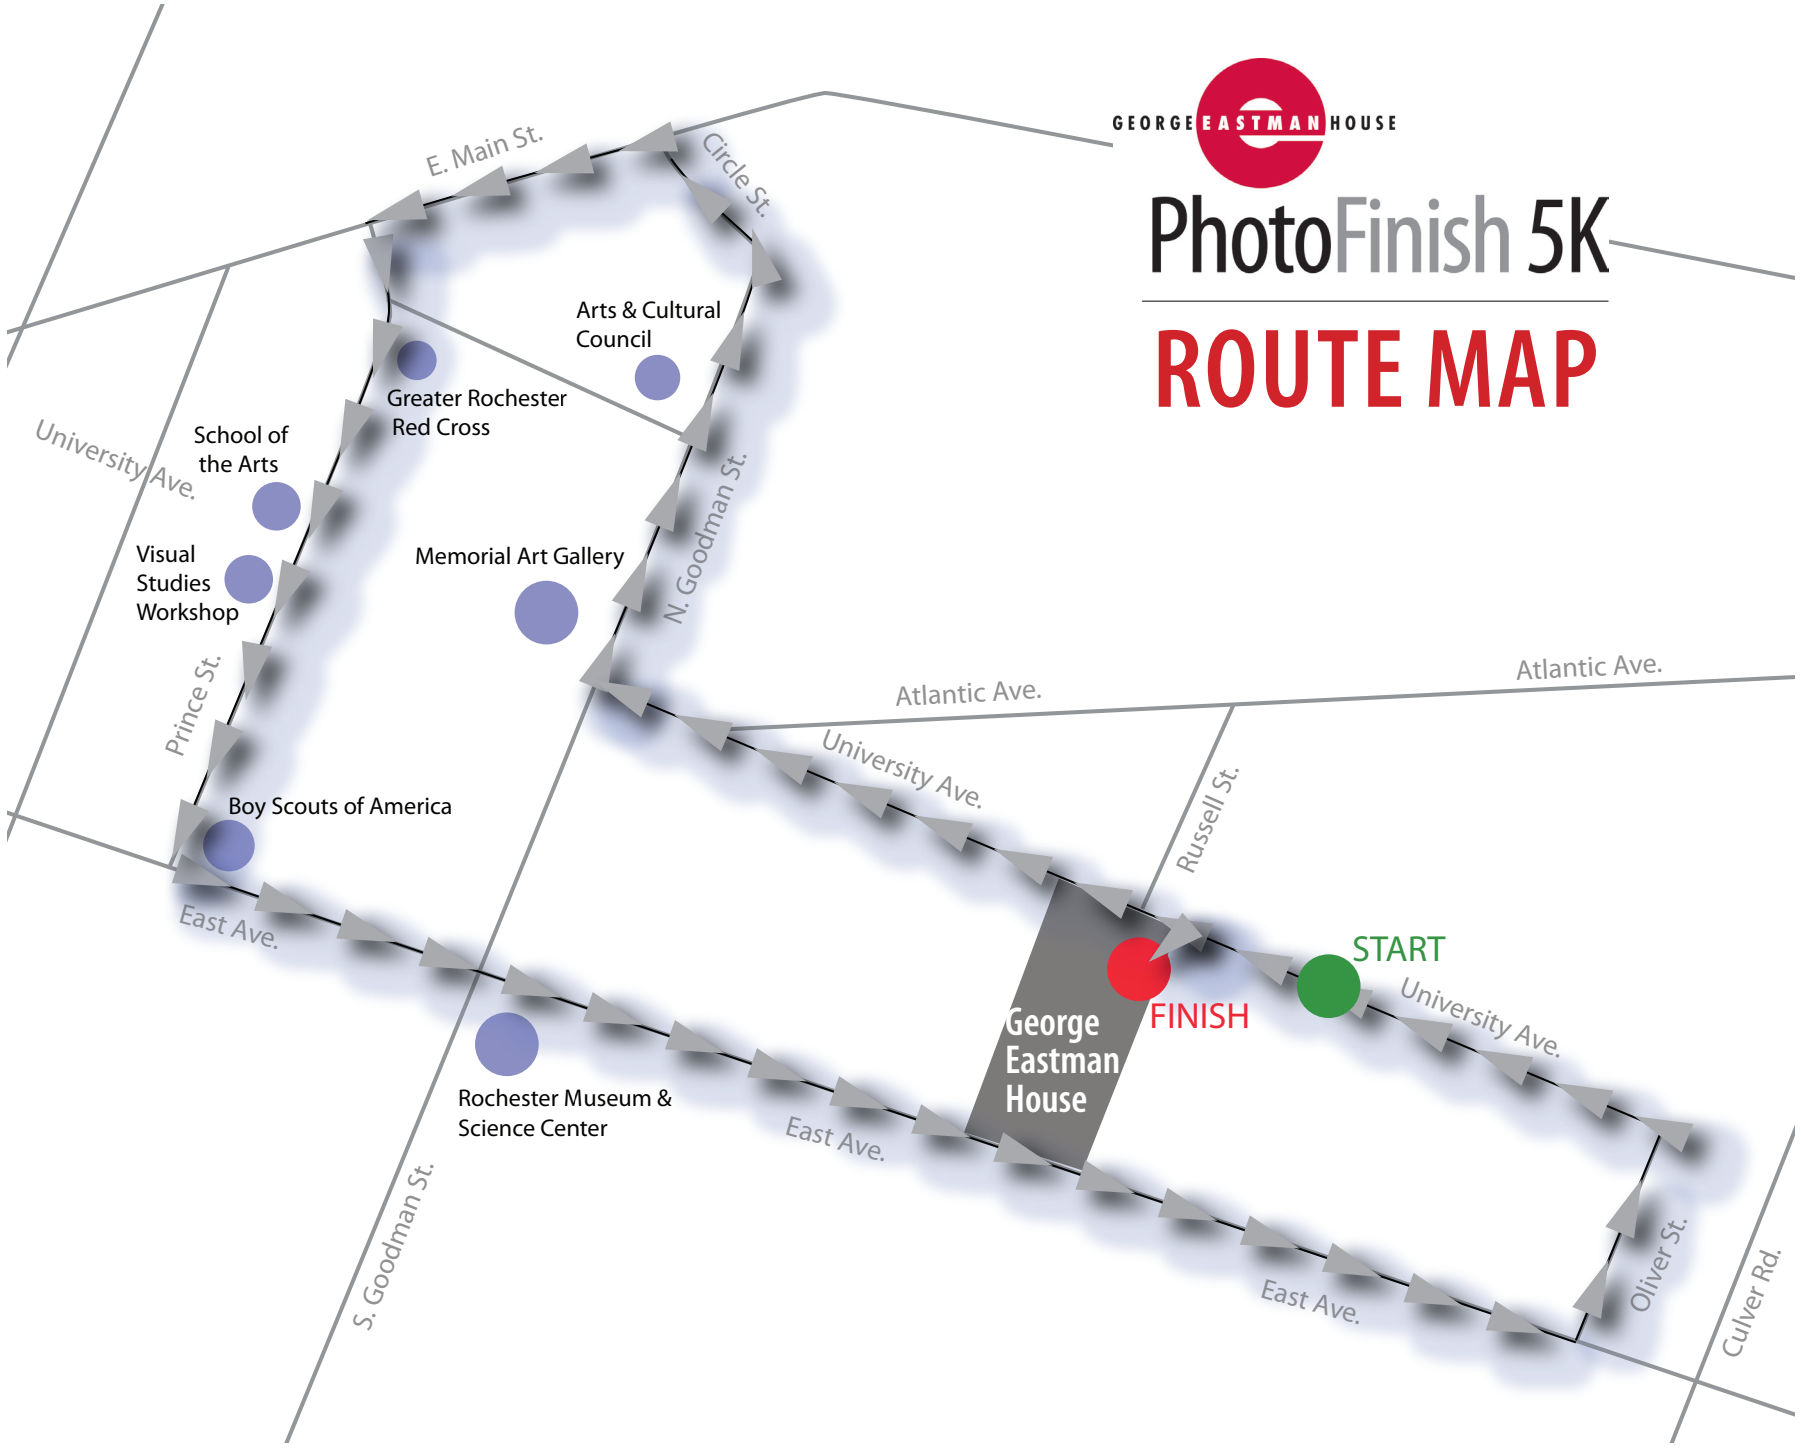 GEORGE EASTMAN HOUSE
PhotoFinish 5K
ROUTE MAP
E. Main St.
Circle St.
Arts & Cultural
Council
Greater Rochester
Red Cross
University Ave.
School of
the Arts
N. Goodman St.
Visual
Studies
Workshop
Memorial Art Gallery
Prince St.
Atlantic Ave.
Atlantic Ave.
University Ave.
Russell St.
Boy Scouts of America
East Ave.
START
FINISH
University Ave.
George
Eastman
House
Rochester Museum &
Science Center
East Ave.
S. Goodman St.
East Ave.
Oliver St.
Culver Rd.